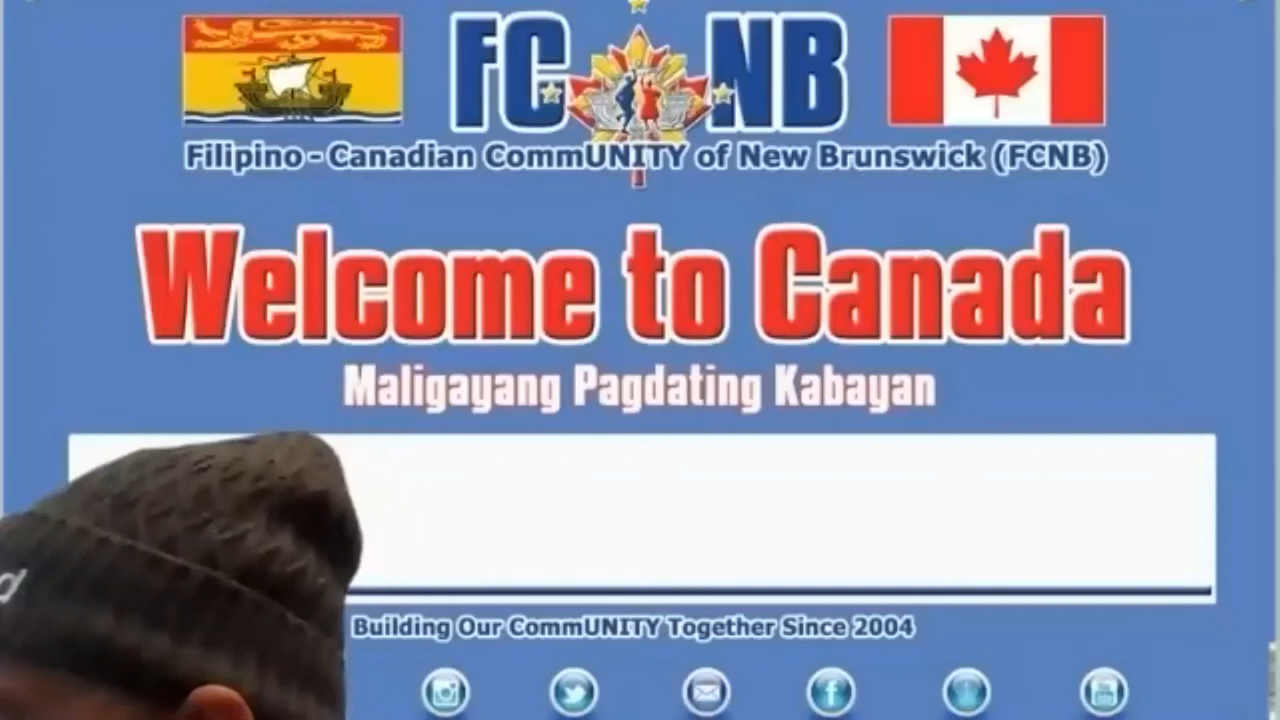 FC NB
Filipino-Canadian CommUNITY of New Brunswick (FCNB)
Welcome to Canada
Maligayang Pagdating Kabayan
Building Our CommUNITY Together Since 2004